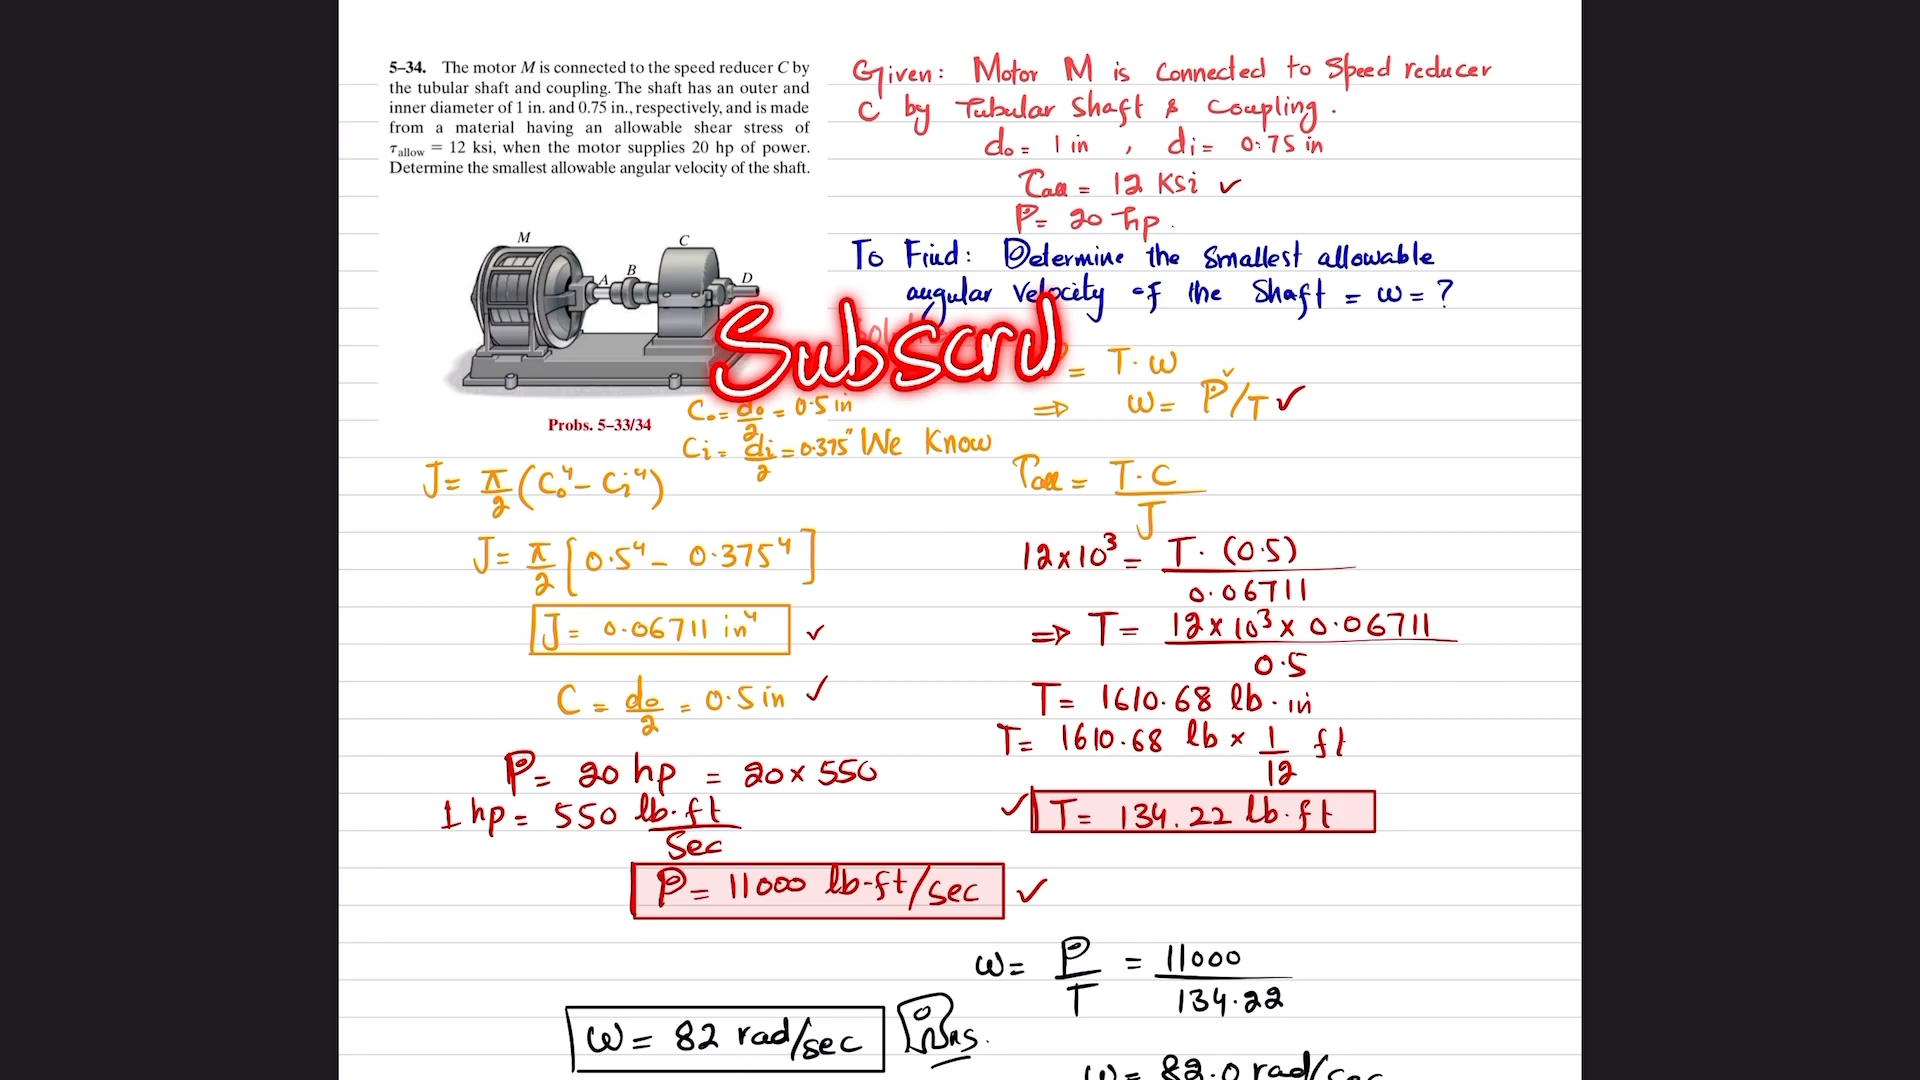 5–34. The motor M is connected to the speed reducer C by
the tubular shaft and coupling. The shaft has an outer and
inner diameter of 1 in. and 0.75 in., respectively, and is made
from a material having an allowable shear stress of
τallow = 12 ksi, when the motor supplies 20 hp of power.
Determine the smallest allowable angular velocity of the shaft.
M
A
B
C
D
Probs. 5–33/34
Given: Motor M is Connected to Speed reducer
C by Tubular Shaft & Coupling.
do = 1 in , di = 0.75 in
τall = 12 Ksi ✓
P = 20 hp.
To Find: Determine the Smallest allowable
angular Velocity of the Shaft = ω = ?
Subscri
= T·ω
⇒ ω = P/T ✓
Co = do/2 = 0.5 in
Ci = di/2 = 0.375" We Know
J = π/2 (Co⁴ - Ci⁴)
J = π/2 [0.5⁴ - 0.375⁴]
J = 0.06711 in⁴ ✓
C = do/2 = 0.5 in ✓
P = 20 hp = 20 x 550
1 hp = 550 lb.ft/Sec
P = 11000 lb-ft/sec ✓
τall = T.C/J
12x10³ = T. (0.5)/0.06711
⇒ T = 12 x 10³ x 0.06711/0.5
T = 1610.68 lb.in
T = 1610.68 lb x 1/12 ft
✓ T = 134.22 lb.ft
ω = P/T = 11000/134.22
ω = 82 rad/sec Ans.
ω = 82.0 rad/sec